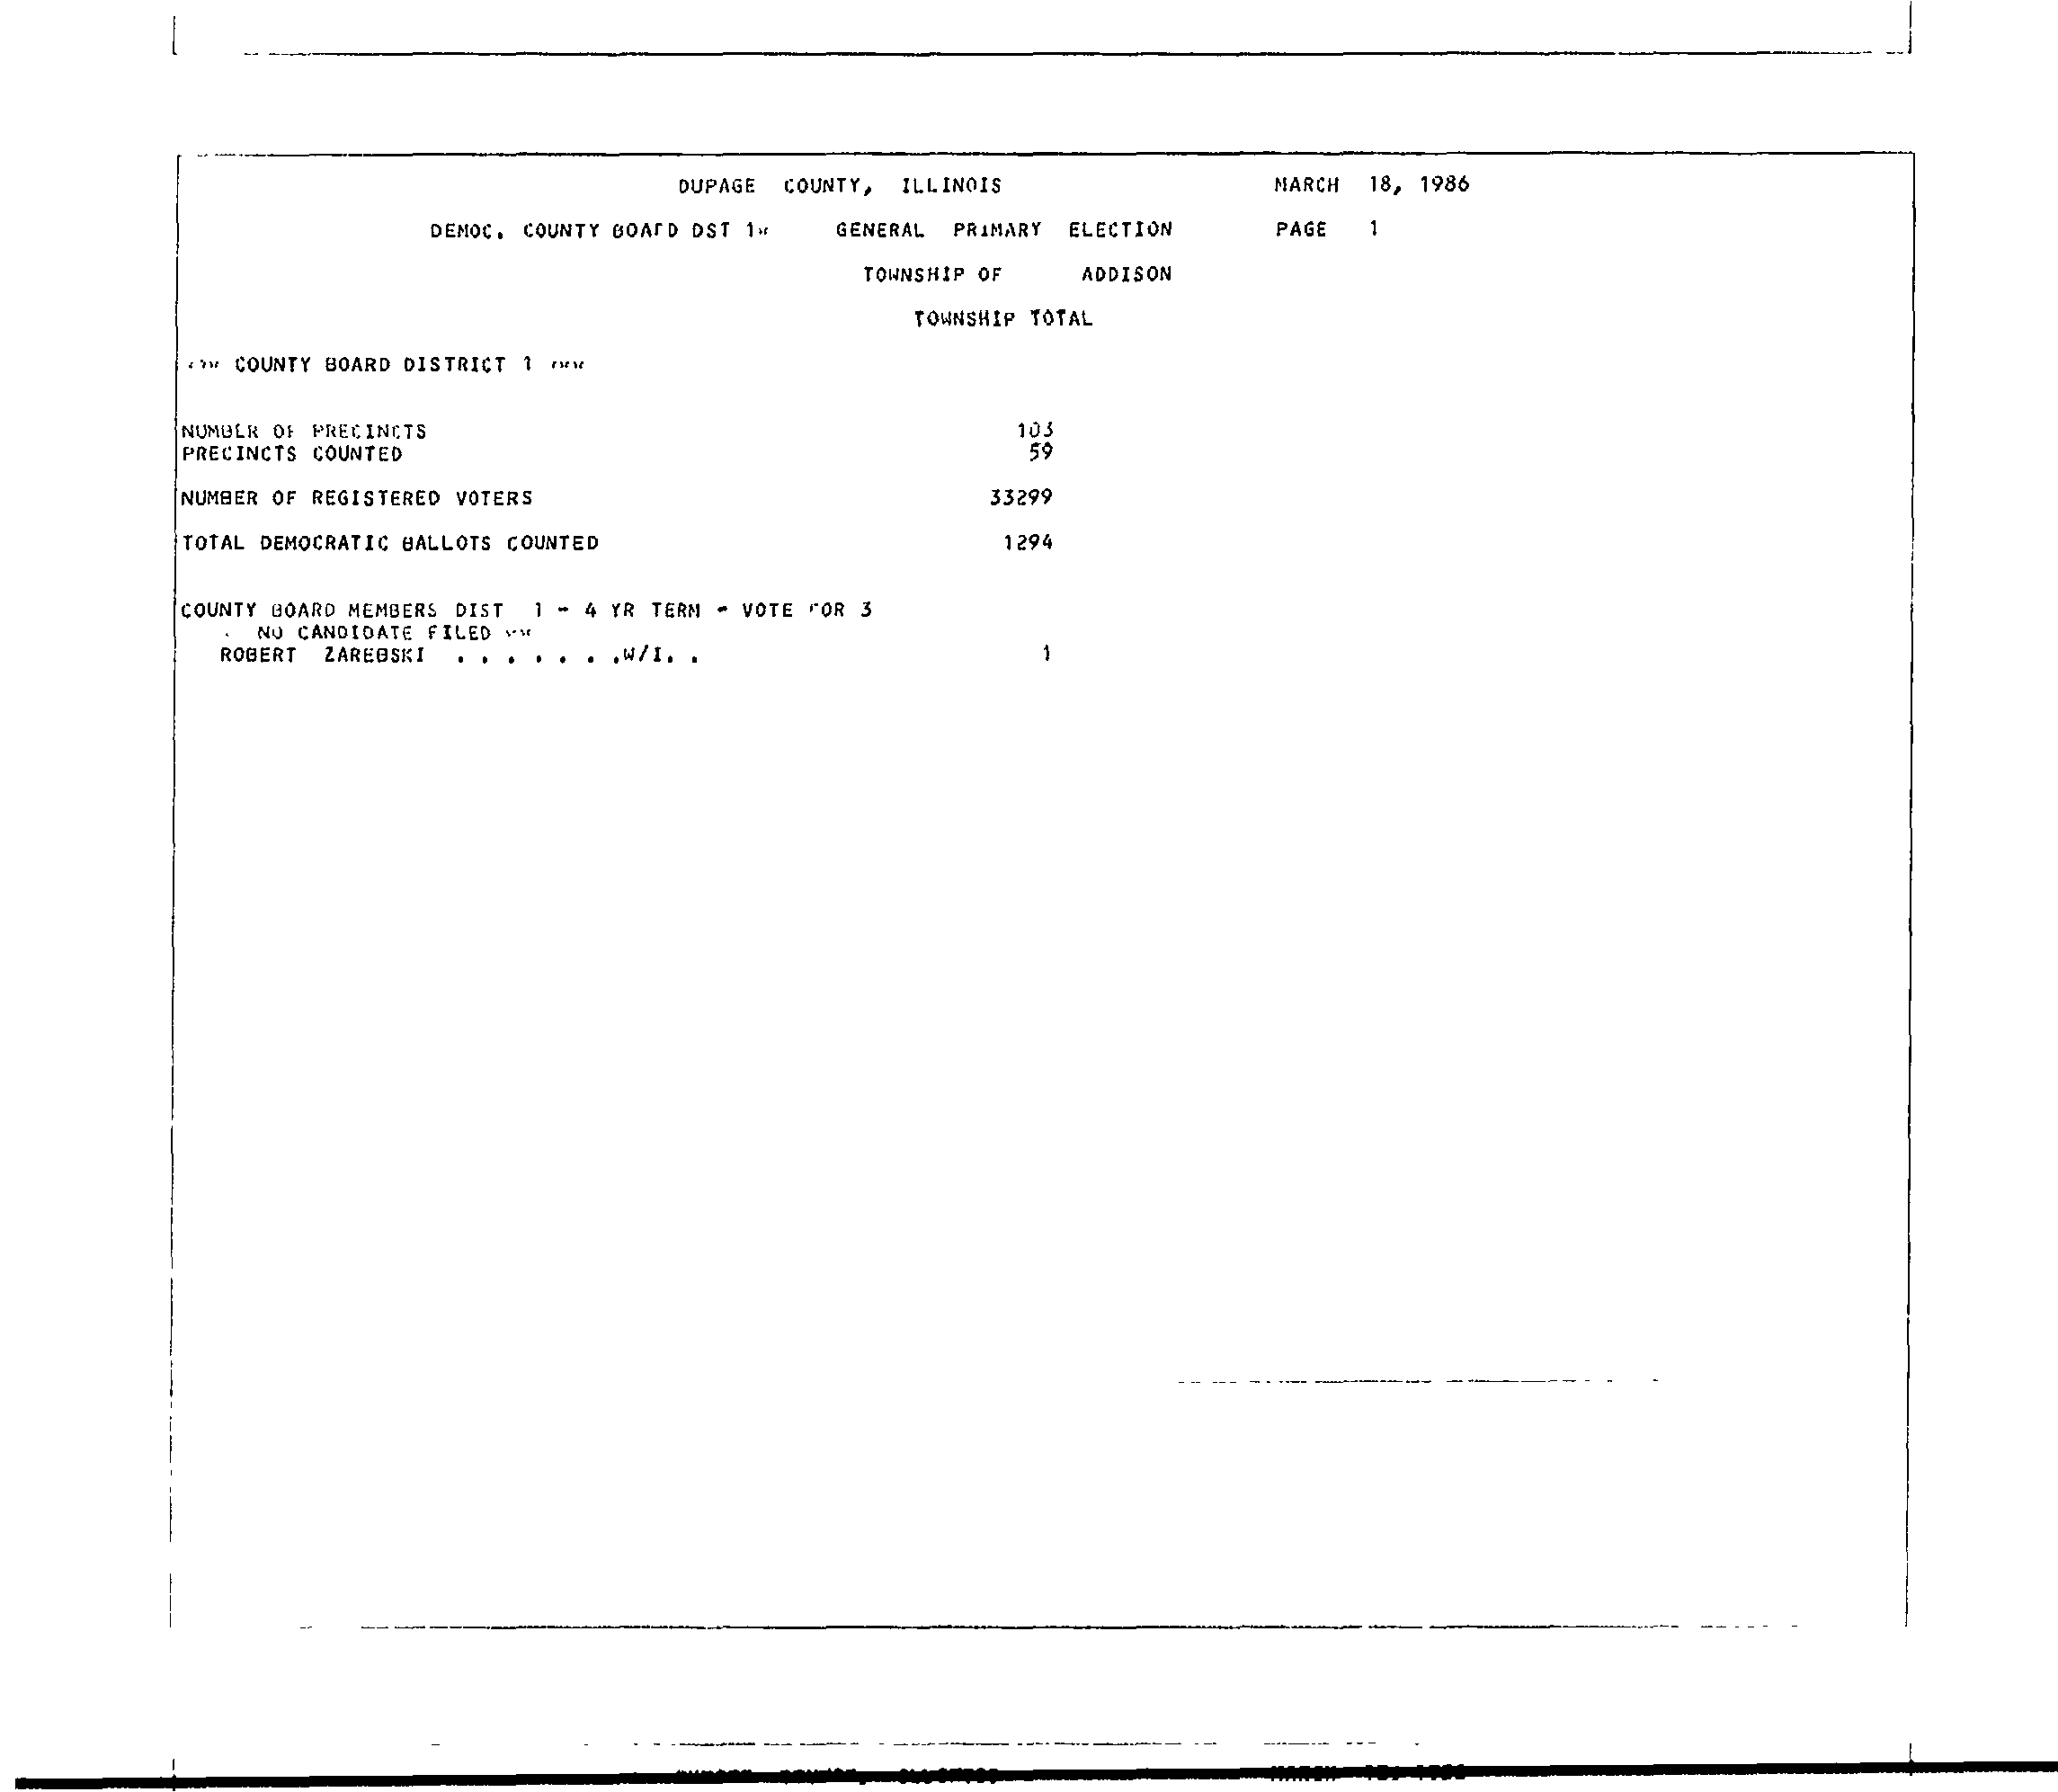 DUPAGE COUNTY, ILLINOIS MARCH 18, 1986
DEMOC. COUNTY BOARD DST 1* GENERAL PRIMARY ELECTION PAGE 1
TOWNSHIP OF ADDISON
TOWNSHIP TOTAL
*** COUNTY BOARD DISTRICT 1 ***
NUMBER OF PRECINCTS 103
PRECINCTS COUNTED 59
NUMBER OF REGISTERED VOTERS 33299
TOTAL DEMOCRATIC BALLOTS COUNTED 1294
COUNTY BOARD MEMBERS DIST 1 - 4 YR TERM - VOTE FOR 3
NO CANDIDATE FILED **
ROBERT ZAREBSKI . . . . . . .W/I. . 1